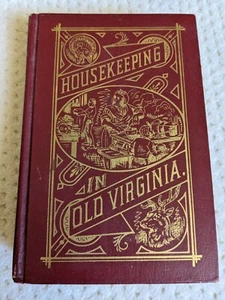 HOUSEKEEPING
IN
OLD VIRGINIA.